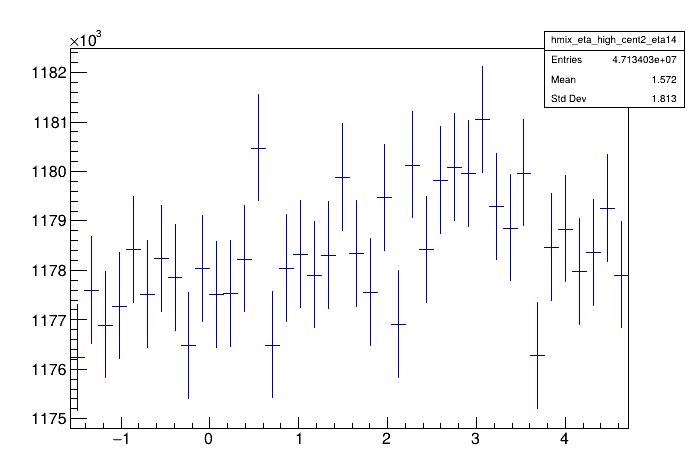 ×10³
hmix_eta_high_cent2_eta14
Entries 4.713403e+07
Mean 1.572
Std Dev 1.813
1182
1181
1180
1179
1178
1177
1176
1175
−1 0 1 2 3 4